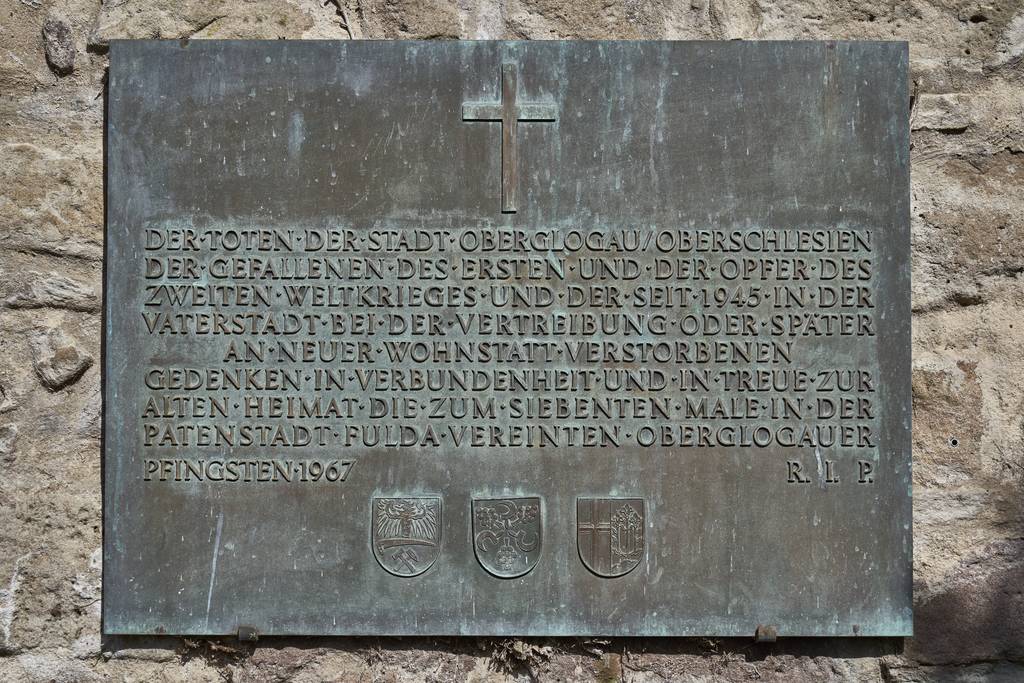 DER·TOTEN·DER·STADT·OBERGLOGAU/OBERSCHLESIEN
DER·GEFALLENEN·DES·ERSTEN·UND·DER·OPFER·DES
ZWEITEN·WELTKRIEGES·UND·DER·SEIT·1945·IN·DER
VATERSTADT·BEI·DER·VERTREIBUNG·ODER·SPÄTER
AN·NEUER·WOHNSTATT·VERSTORBENEN
GEDENKEN·IN·VERBUNDENHEIT·UND·IN·TREUE·ZUR
ALTEN·HEIMAT·DIE·ZUM·SIEBENTEN·MALE·IN·DER
PATENSTADT·FULDA·VEREINTEN·OBERGLOGAUER
PFINGSTEN·1967 R. I. P.